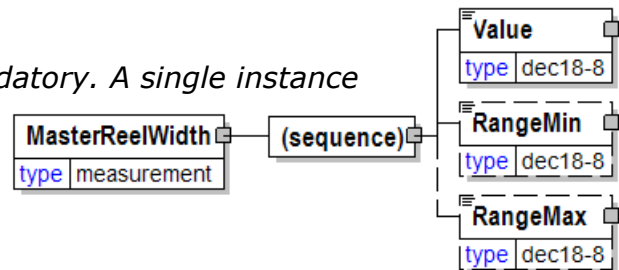 Value
type dec18-8
datory. A single instance
RangeMin
MasterReelWidth
(sequence)
type dec18-8
type measurement
RangeMax
type dec18-8